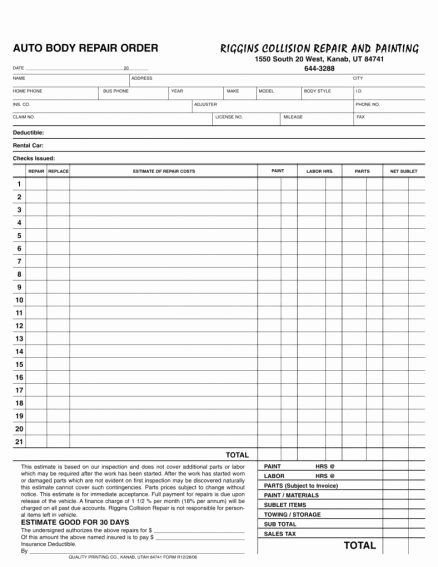 AUTO BODY REPAIR ORDER
RIGGINS COLLISION REPAIR AND PAINTING
1550 South 20 West, Kanab, UT 84741
DATE 20
644-3288
NAME ADDRESS CITY
HOME PHONE BUS PHONE YEAR MAKE MODEL BODY STYLE I.D.
INS. CO. ADJUSTER PHONE NO.
CLAIM NO. LICENSE NO. MILEAGE FAX
Deductible:
Rental Car:
Checks Issued:
REPAIR REPLACE ESTIMATE OF REPAIR COSTS PAINT LABOR HRS. PARTS NET SUBLET
1
2
3
4
5
6
7
8
9
10
11
12
13
14
15
16
17
18
19
20
21
TOTAL
This estimate is based on our inspection and does not cover additional parts or labor
which may be required after the work has been started. After the work has started worn
or damaged parts which are not evident on first inspection may be discovered naturally
this estimate cannot cover such contingencies. Parts prices subject to change without
notice. This estimate is for immediate acceptance. Full payment for repairs is due upon
release of the vehicle. A finance charge of 1 1/2 % per month (18% per annum) will be
charged on all past due accounts. Riggins Collision Repair is not responsible for person-
al items left in vehicle.
ESTIMATE GOOD FOR 30 DAYS
The undersigned authorizes the above repairs for $
Of this amount the above named insured is to pay $
Insurance Deductible.
By
PAINT HRS @
LABOR HRS @
PARTS (Subject to Invoice)
PAINT / MATERIALS
SUBLET ITEMS
TOWING / STORAGE
SUB TOTAL
SALES TAX
TOTAL
QUALITY PRINTING CO., KANAB, UTAH 84741 FORM R12/28/06